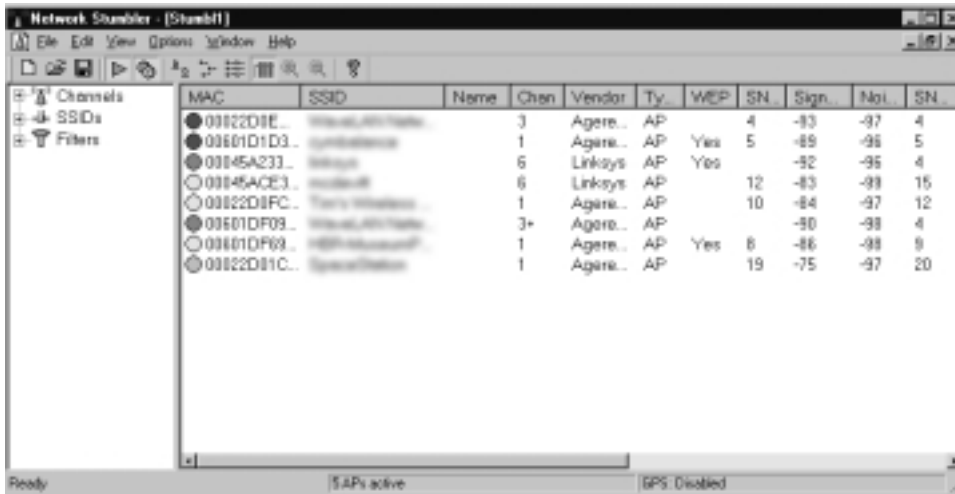 Network Stumbler - [Stumbl1]
File Edit View Options Window Help
Channels
SSIDs
Filters
MAC SSID Name Chan Vendor Ty... WEP SN... Sign... Noi... SN...
00022D0E... 3 Agere... AP 4 -93 -97 4
00601D1D3... 1 Agere... AP Yes 5 -89 -96 5
00045A233... linksys 6 Linksys AP Yes -92 -96 4
00045ACE3... 6 Linksys AP 12 -83 -99 15
00022D0FC... 1 Agere... AP 10 -84 -97 12
00601DF09... 3+ Agere... AP -90 -98 4
00601DF69... 1 Agere... AP Yes 8 -86 -98 9
00022D01C... 1 Agere... AP 19 -75 -97 20
Ready 5 APs active GPS: Disabled